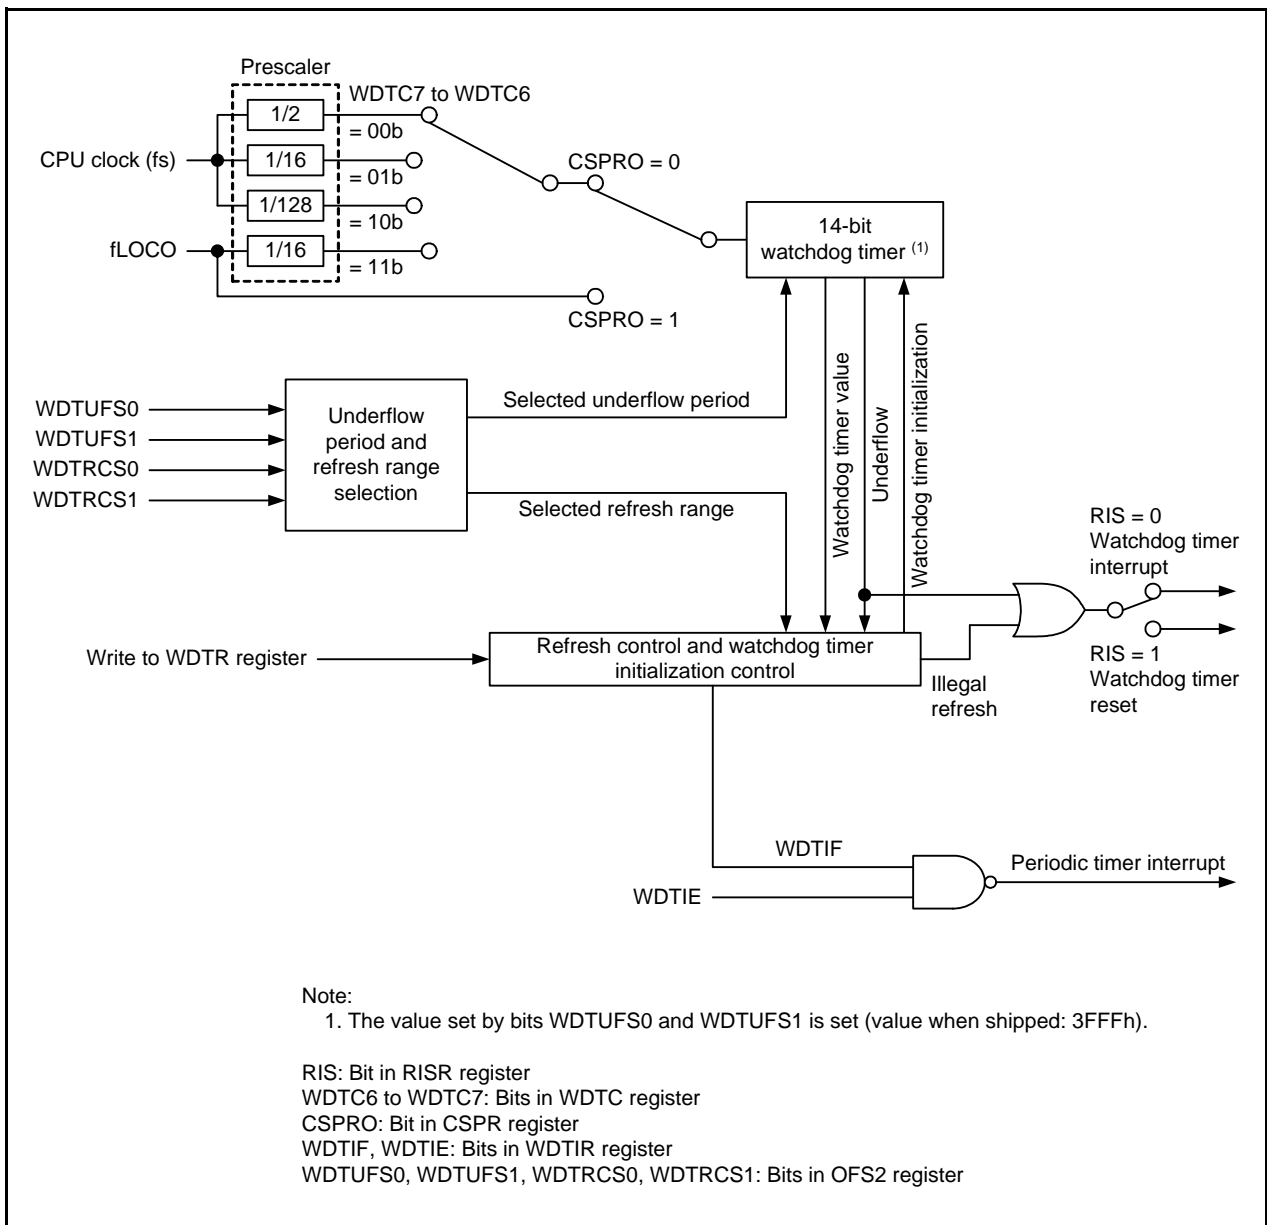 Prescaler
WDTC7 to WDTC6
1/2
= 00b
CPU clock (fs)
1/16
CSPRO = 0
= 01b
1/128
= 10b
14-bit
watchdog timer (1)
fLOCO
1/16
= 11b
CSPRO = 1
WDTUFS0
WDTUFS1
WDTRCS0
WDTRCS1
Underflow
period and
refresh range
selection
Selected underflow period
Selected refresh range
Watchdog timer value
Underflow
Watchdog timer initialization
RIS = 0
Watchdog timer
interrupt
Write to WDTR register
Refresh control and watchdog timer
initialization control
Illegal
refresh
RIS = 1
Watchdog timer
reset
WDTIF
WDTIE
Periodic timer interrupt
Note:
1. The value set by bits WDTUFS0 and WDTUFS1 is set (value when shipped: 3FFFh).
RIS: Bit in RISR register
WDTC6 to WDTC7: Bits in WDTC register
CSPRO: Bit in CSPR register
WDTIF, WDTIE: Bits in WDTIR register
WDTUFS0, WDTUFS1, WDTRCS0, WDTRCS1: Bits in OFS2 register